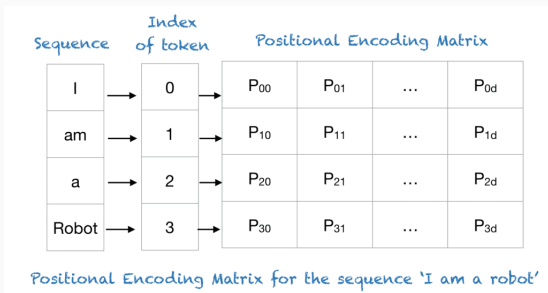 Sequence Index of token Positional Encoding Matrix
I 0 P00 P01 ... P0d
am 1 P10 P11 ... P1d
a 2 P20 P21 ... P2d
Robot 3 P30 P31 ... P3d
Positional Encoding Matrix for the sequence 'I am a robot'